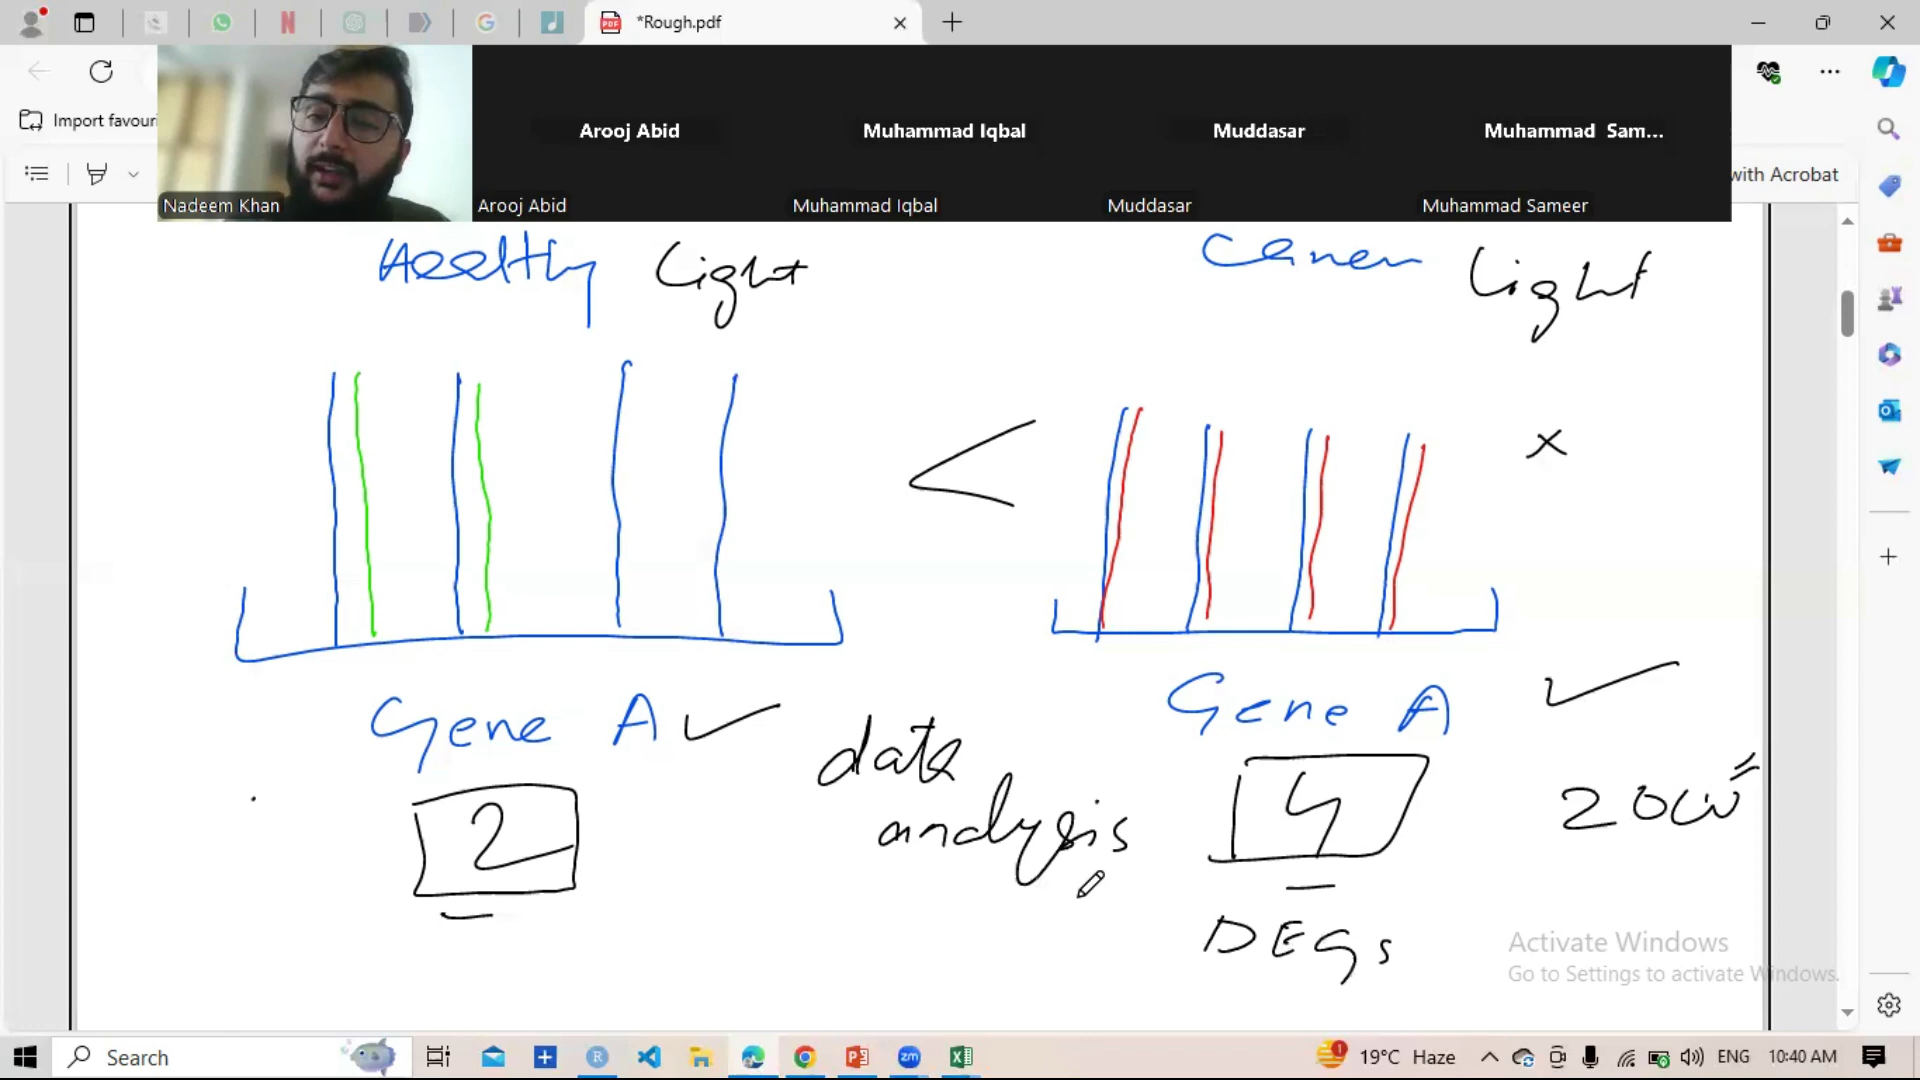 *Rough.pdf
Import favouri
with Acrobat
Arooj Abid
Muhammad Iqbal
Muddasar
Muhammad Sam...
Nadeem Khan
Arooj Abid
Muhammad Iqbal
Muddasar
Muhammad Sameer
Healthy Light
Cancer Light
<
x
Gene A ✓
Gene A ✓
data
analysis
2
4
DEGs
Activate Windows
Go to Settings to activate Windows.
Search
19°C Haze
ENG
10:40 AM